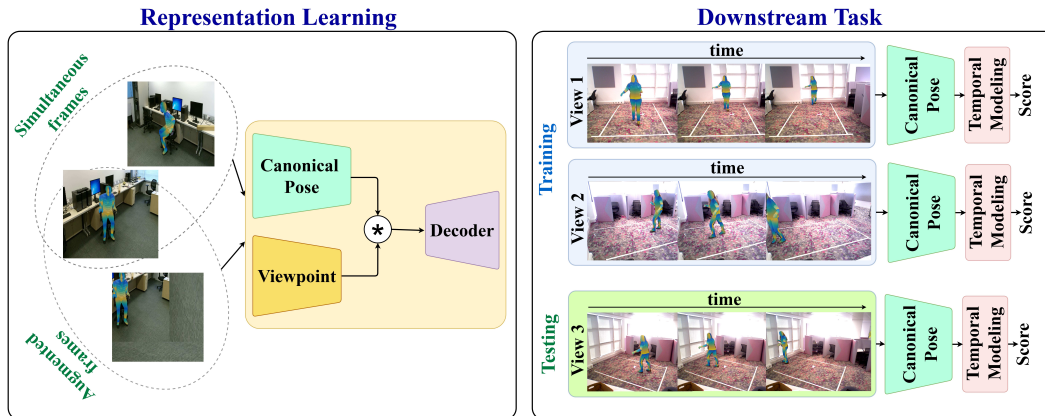 Representation Learning
Simultaneous
frames
Augmented
frames
Canonical
Pose
Viewpoint
*
Decoder
Downstream Task
Training
View 1
time
Canonical
Pose
Temporal
Modeling
Score
View 2
Canonical
Pose
Temporal
Modeling
Score
Testing
View 3
time
Canonical
Pose
Temporal
Modeling
Score